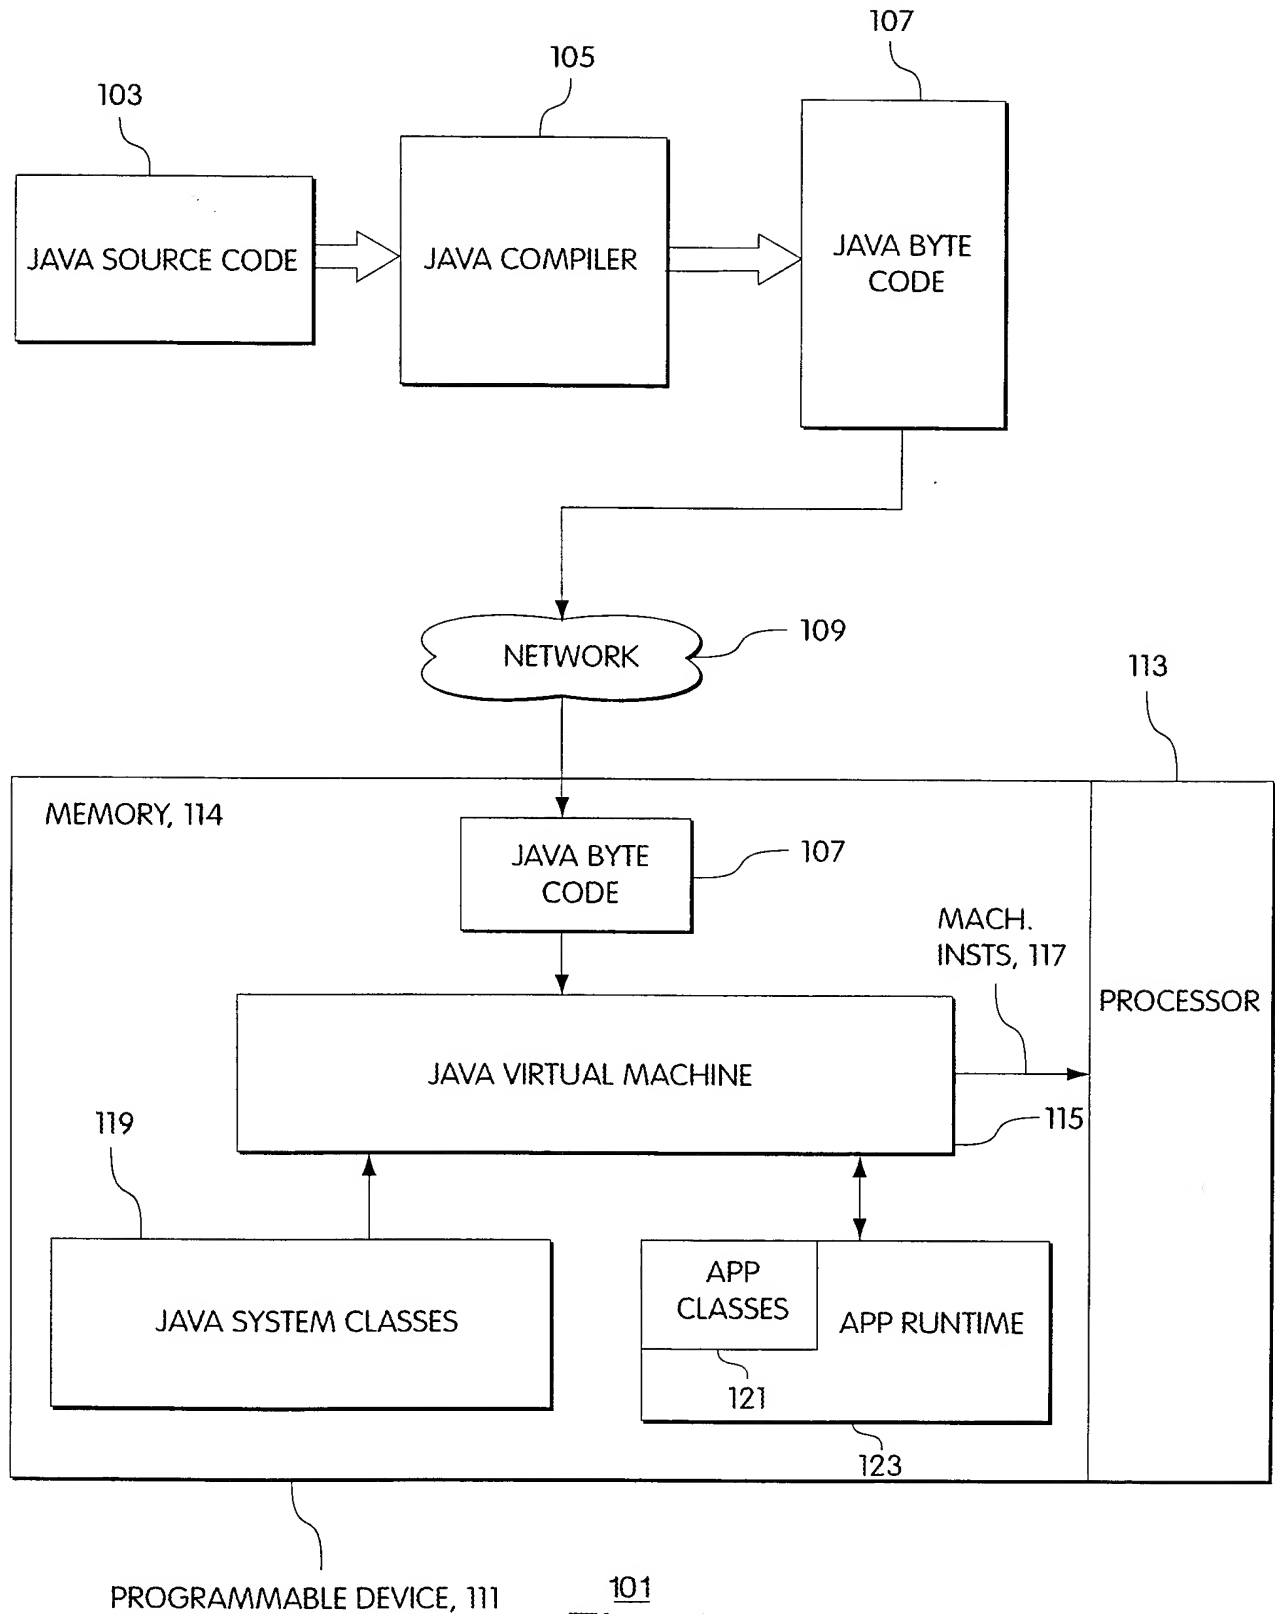 107
105
103
JAVA SOURCE CODE
JAVA COMPILER
JAVA BYTE
CODE
NETWORK
109
113
MEMORY, 114
JAVA BYTE
CODE
107
MACH.
INSTS, 117
PROCESSOR
JAVA VIRTUAL MACHINE
115
119
JAVA SYSTEM CLASSES
APP
CLASSES
APP RUNTIME
121
123
PROGRAMMABLE DEVICE, 111
101